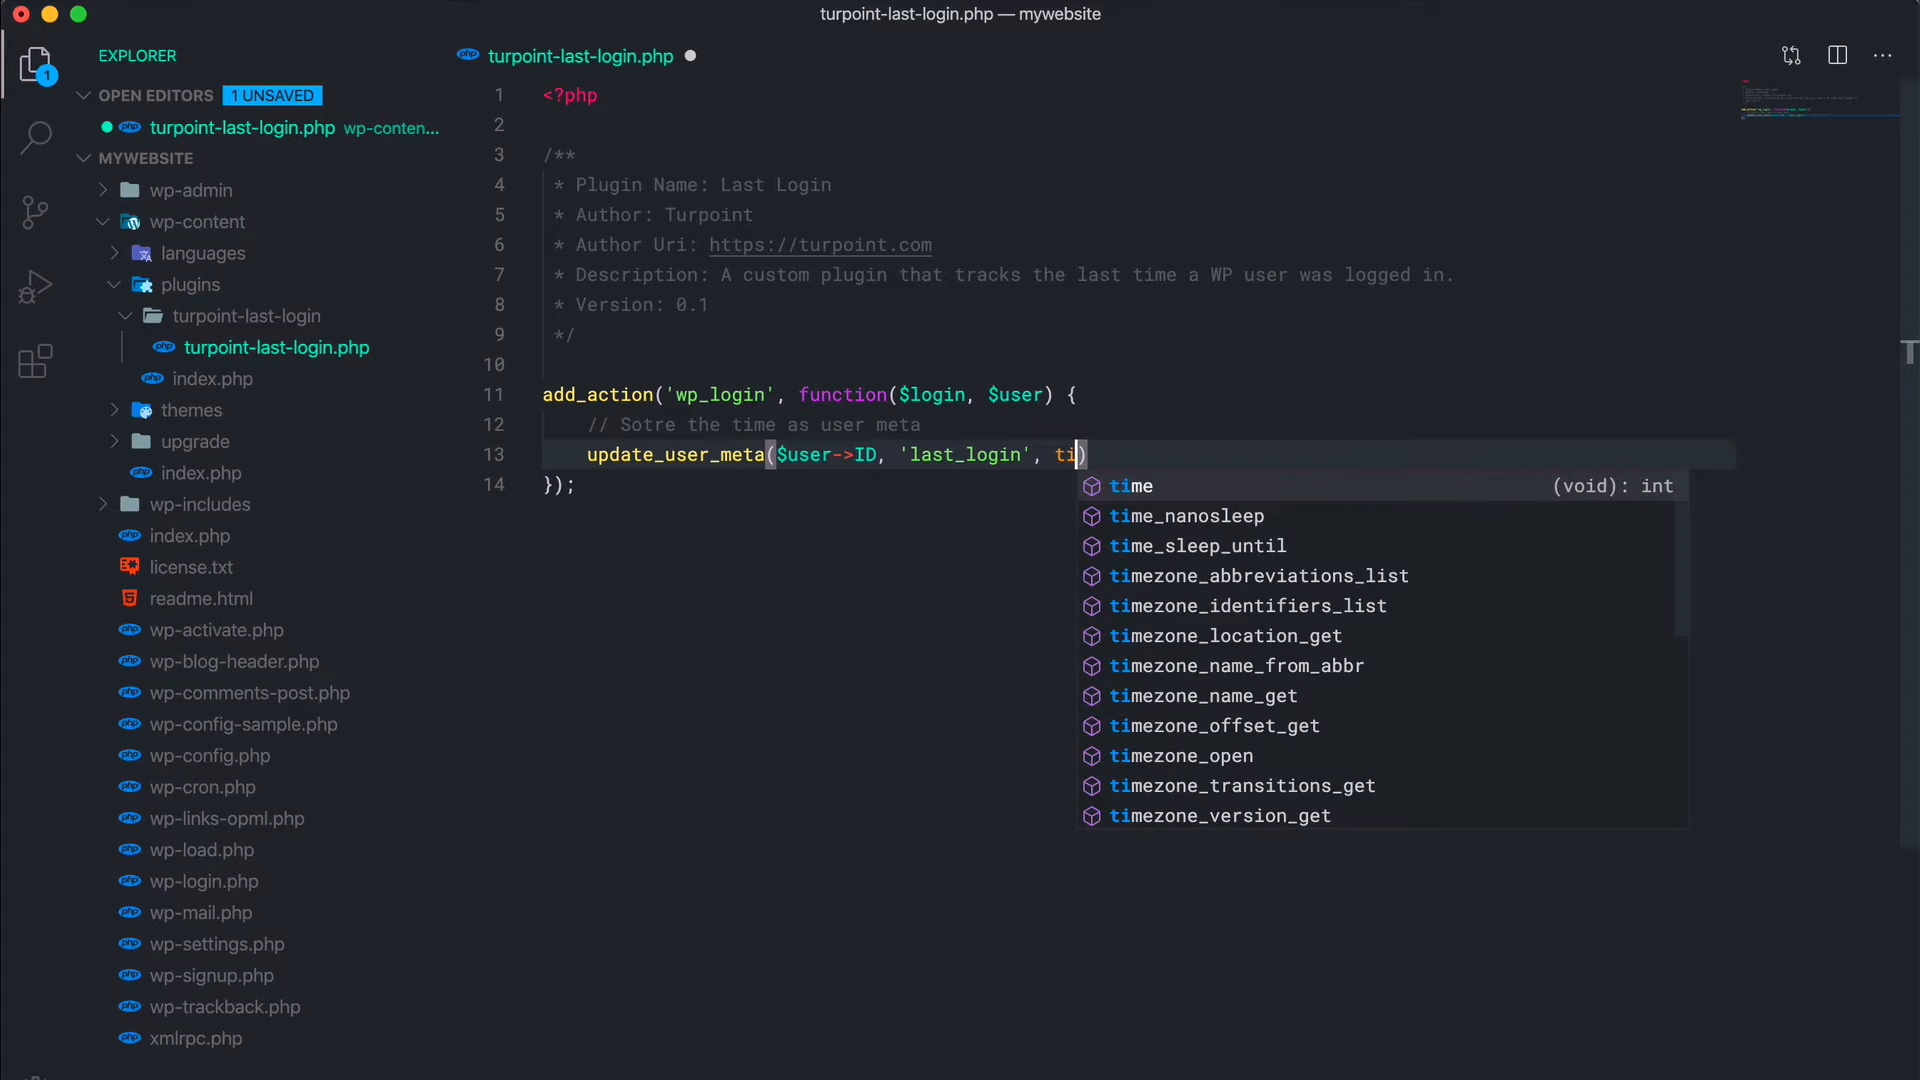 turpoint-last-login.php — mywebsite
1
EXPLORER
OPEN EDITORS 1 UNSAVED
turpoint-last-login.php wp-conten...
MYWEBSITE
wp-admin
wp-content
languages
plugins
turpoint-last-login
turpoint-last-login.php
index.php
themes
upgrade
index.php
wp-includes
index.php
license.txt
readme.html
wp-activate.php
wp-blog-header.php
wp-comments-post.php
wp-config-sample.php
wp-config.php
wp-cron.php
wp-links-opml.php
wp-load.php
wp-login.php
wp-mail.php
wp-settings.php
wp-signup.php
wp-trackback.php
xmlrpc.php
turpoint-last-login.php
1 <?php
2
3 /**
4 * Plugin Name: Last Login
5 * Author: Turpoint
6 * Author Uri: https://turpoint.com
7 * Description: A custom plugin that tracks the last time a WP user was logged in.
8 * Version: 0.1
9 */
10
11 add_action('wp_login', function($login, $user) {
12 // Sotre the time as user meta
13 update_user_meta($user->ID, 'last_login', ti)
14 });
time (void): int
time_nanosleep
time_sleep_until
timezone_abbreviations_list
timezone_identifiers_list
timezone_location_get
timezone_name_from_abbr
timezone_name_get
timezone_offset_get
timezone_open
timezone_transitions_get
timezone_version_get